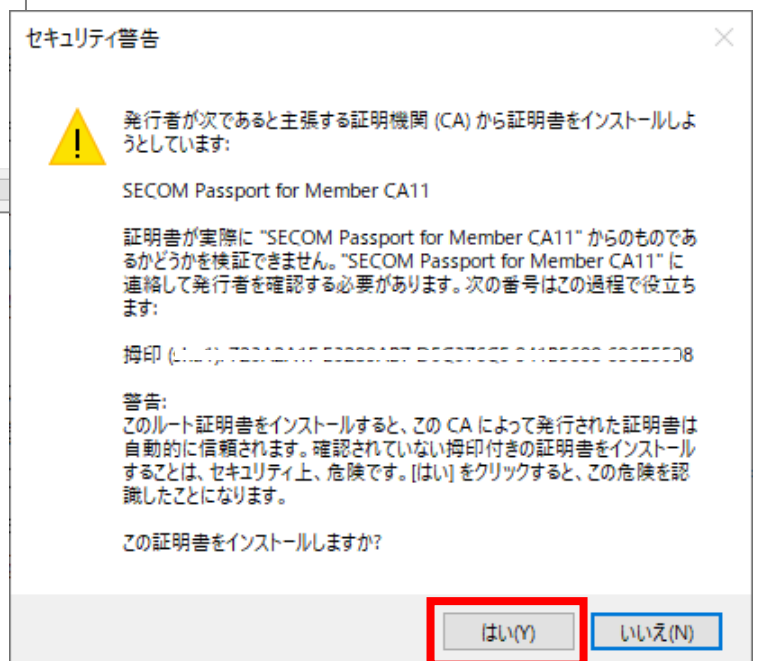 セキュリティ警告
発行者が次であると主張する証明機関 (CA) から証明書をインストールしよ
うとしています:
SECOM Passport for Member CA11
証明書が実際に "SECOM Passport for Member CA11" からのものであ
るかどうかを検証できません。"SECOM Passport for Member CA11" に
連絡して発行者を確認する必要があります。次の番号はこの過程で役立ち
ます:
拇印
警告:
このルート証明書をインストールすると、この CA によって発行された証明書は
自動的に信頼されます。確認されていない拇印付きの証明書をインストール
することは、セキュリティ上、危険です。[はい] をクリックすると、この危険を認
識したことになります。
この証明書をインストールしますか?
はい(Y)
いいえ(N)